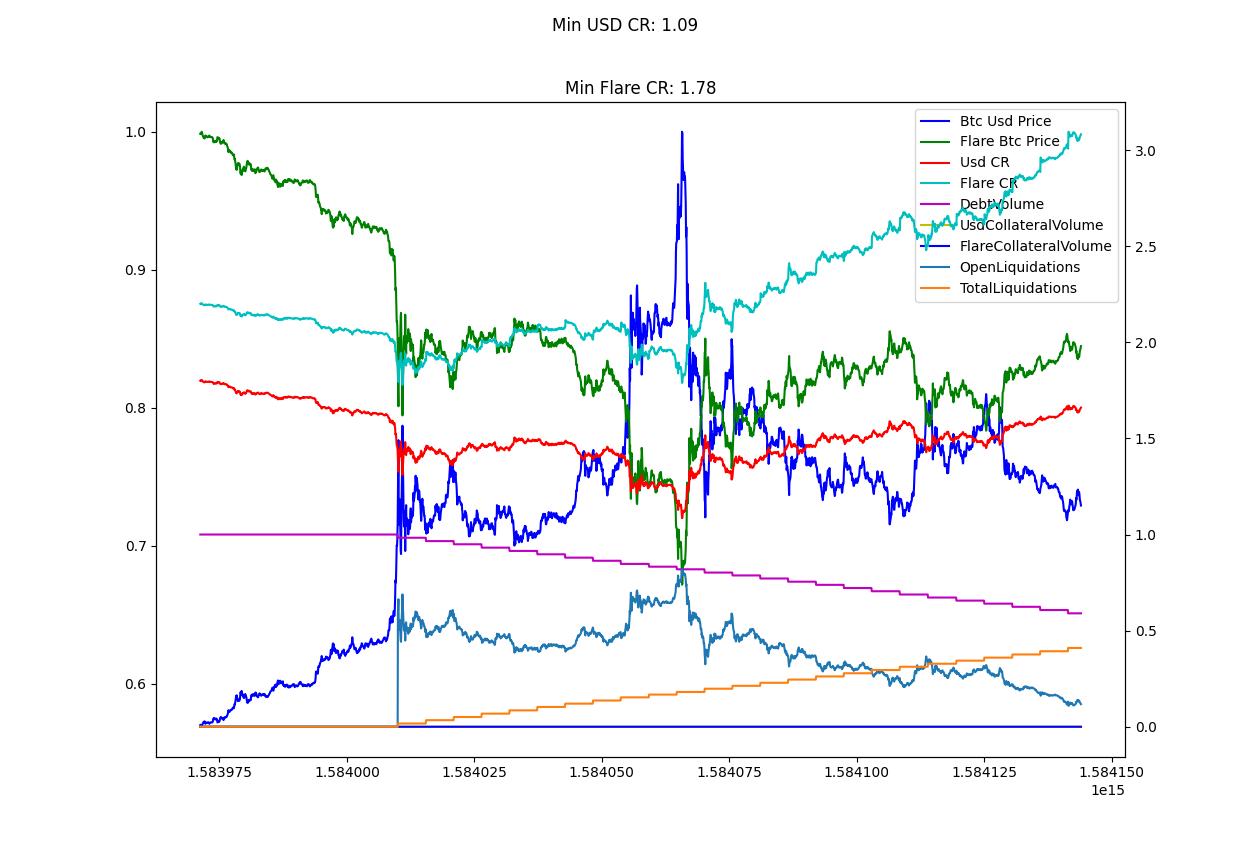 Min USD CR: 1.09
Min Flare CR: 1.78
Btc Usd Price
Flare Btc Price
Usd CR
Flare CR
DebtVolume
UsdCollateralVolume
FlareCollateralVolume
OpenLiquidations
TotalLiquidations
1.0
0.9
0.8
0.7
0.6
3.0
2.5
2.0
1.5
1.0
0.5
0.0
1.583975
1.584000
1.584025
1.584050
1.584075
1.584100
1.584125
1.584150
1e15